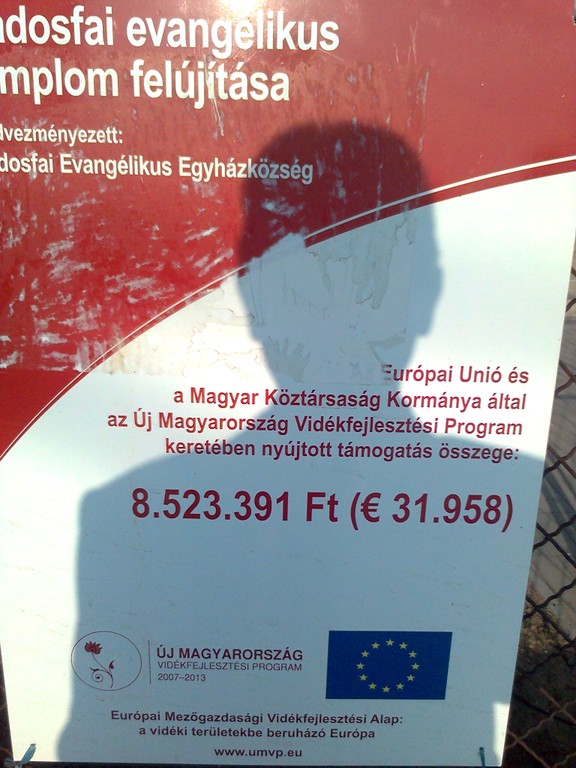 adosfai evangélikus
mplom felújítása
dvezményezett:
dosfai Evangélikus Egyházközség
Európai Unió és
a Magyar Köztársaság Kormánya által
az Új Magyarország Vidékfejlesztési Program
keretében nyújtott támogatás összege:
8.523.391 Ft (€ 31.958)
ÚJ MAGYARORSZÁG
VIDÉKFEJLESZTÉSI PROGRAM
2007–2013
Európai Mezőgazdasági Vidékfejlesztési Alap:
a vidéki területekbe beruházó Európa
www.umvp.eu